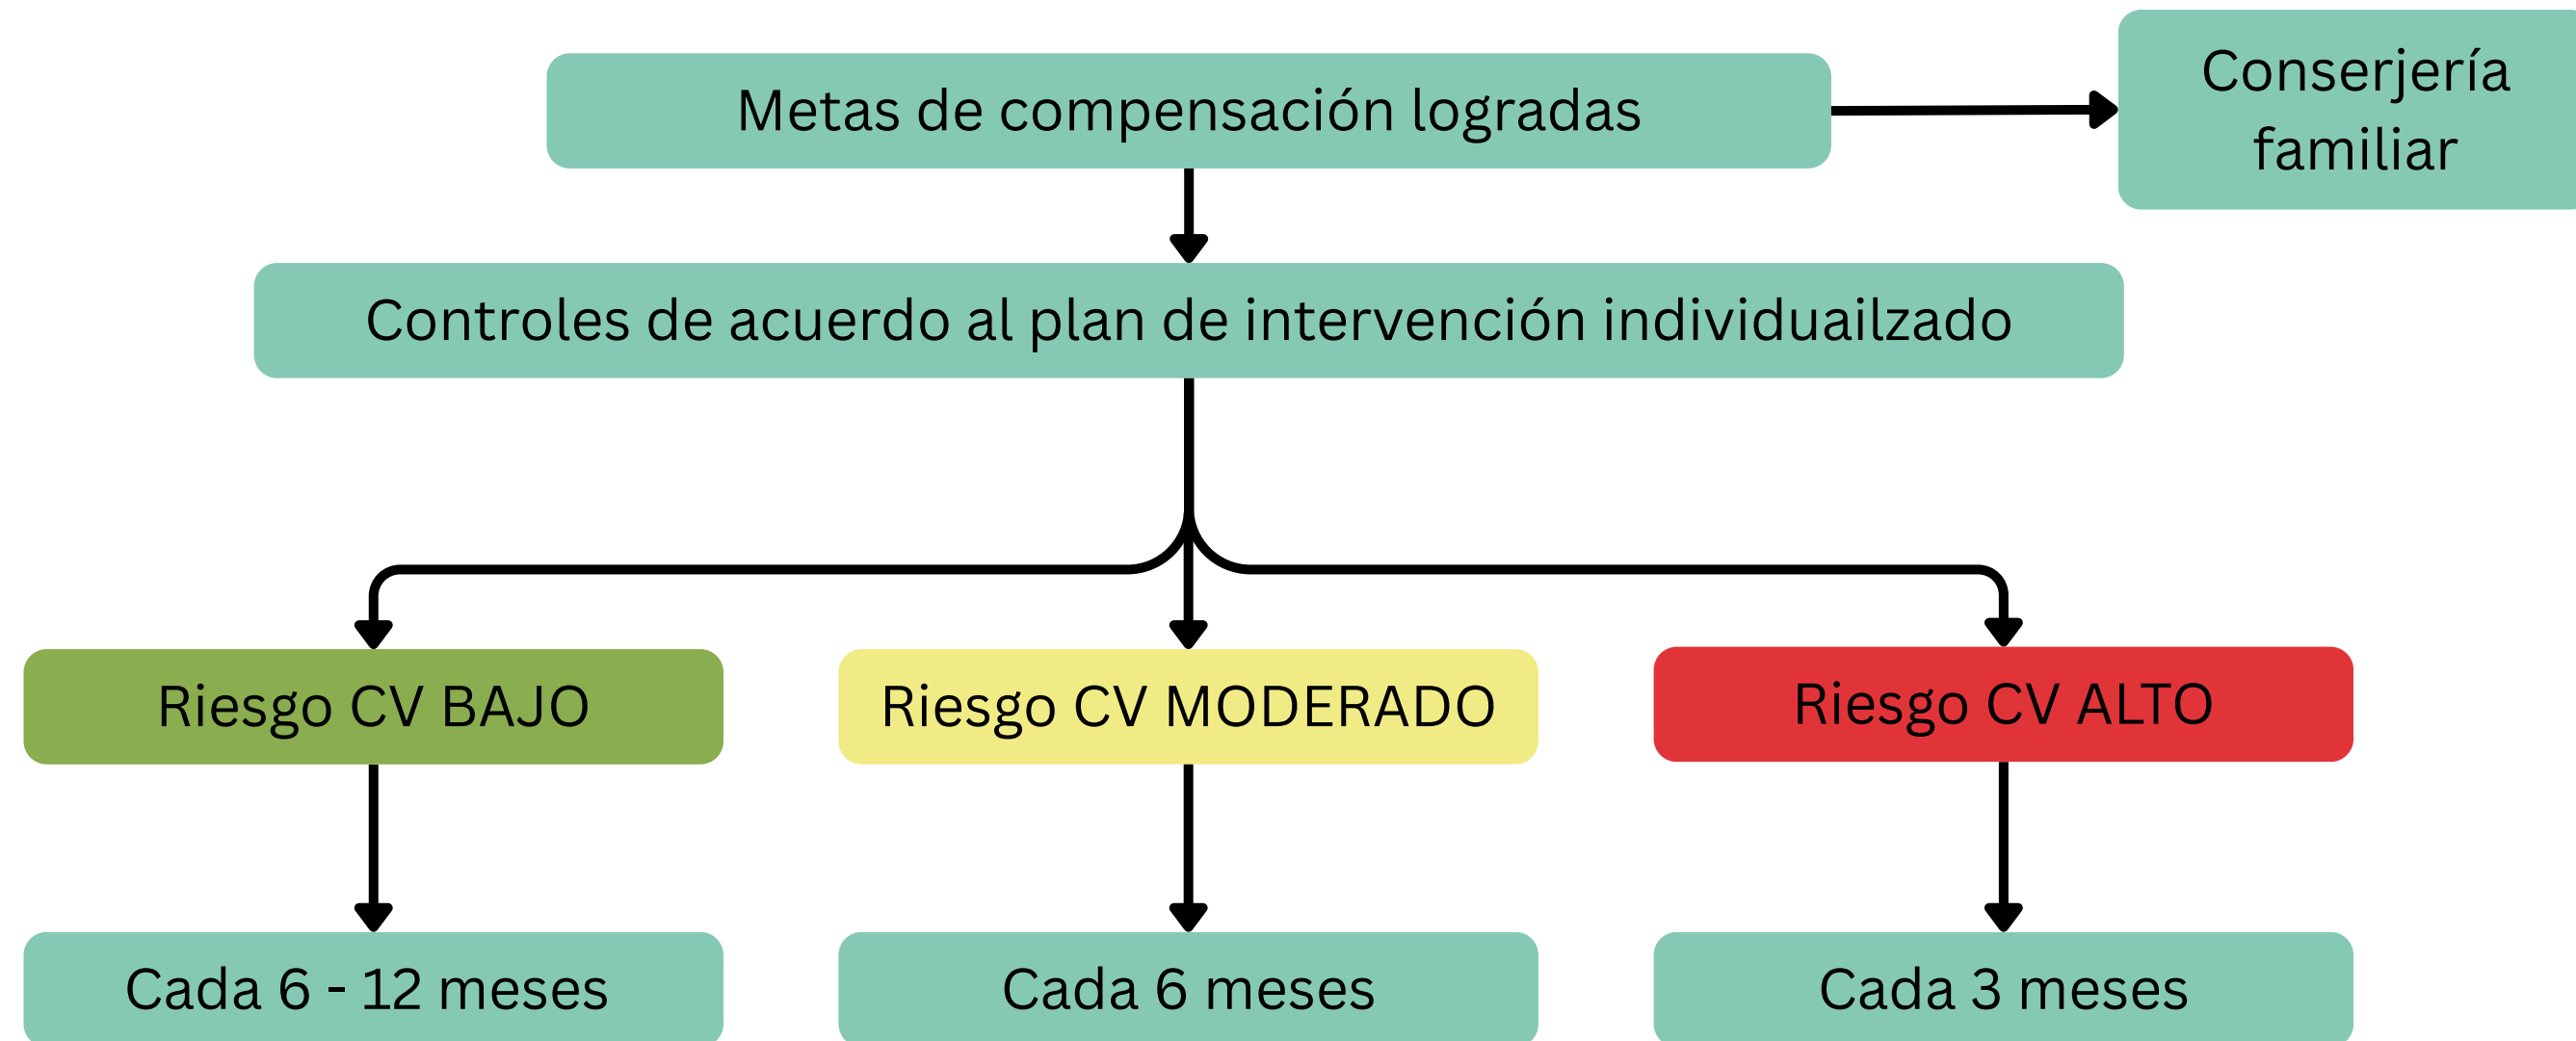 Metas de compensación logradas
Conserjería
familiar
Controles de acuerdo al plan de intervención individuailzado
Riesgo CV BAJO
Riesgo CV MODERADO
Riesgo CV ALTO
Cada 6 - 12 meses
Cada 6 meses
Cada 3 meses